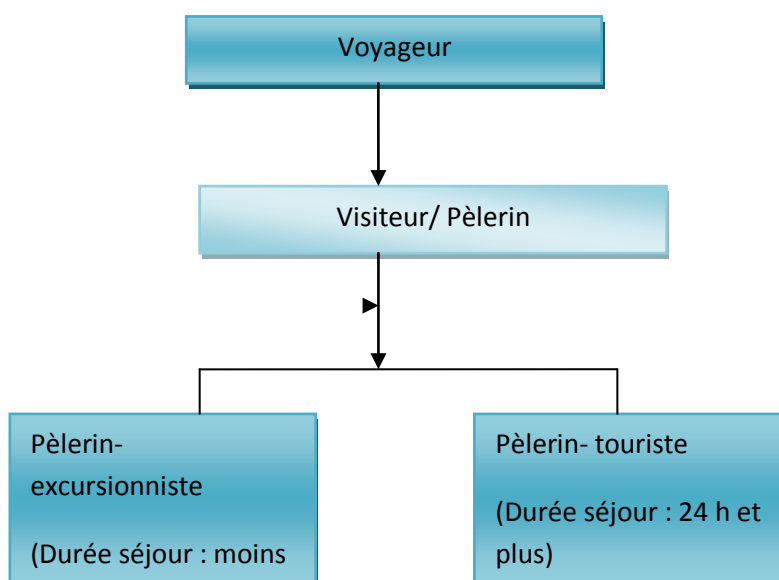 Voyageur
Visiteur/ Pèlerin
Pèlerin-
excursionniste
(Durée séjour : moins
Pèlerin- touriste
(Durée séjour : 24 h et
plus)